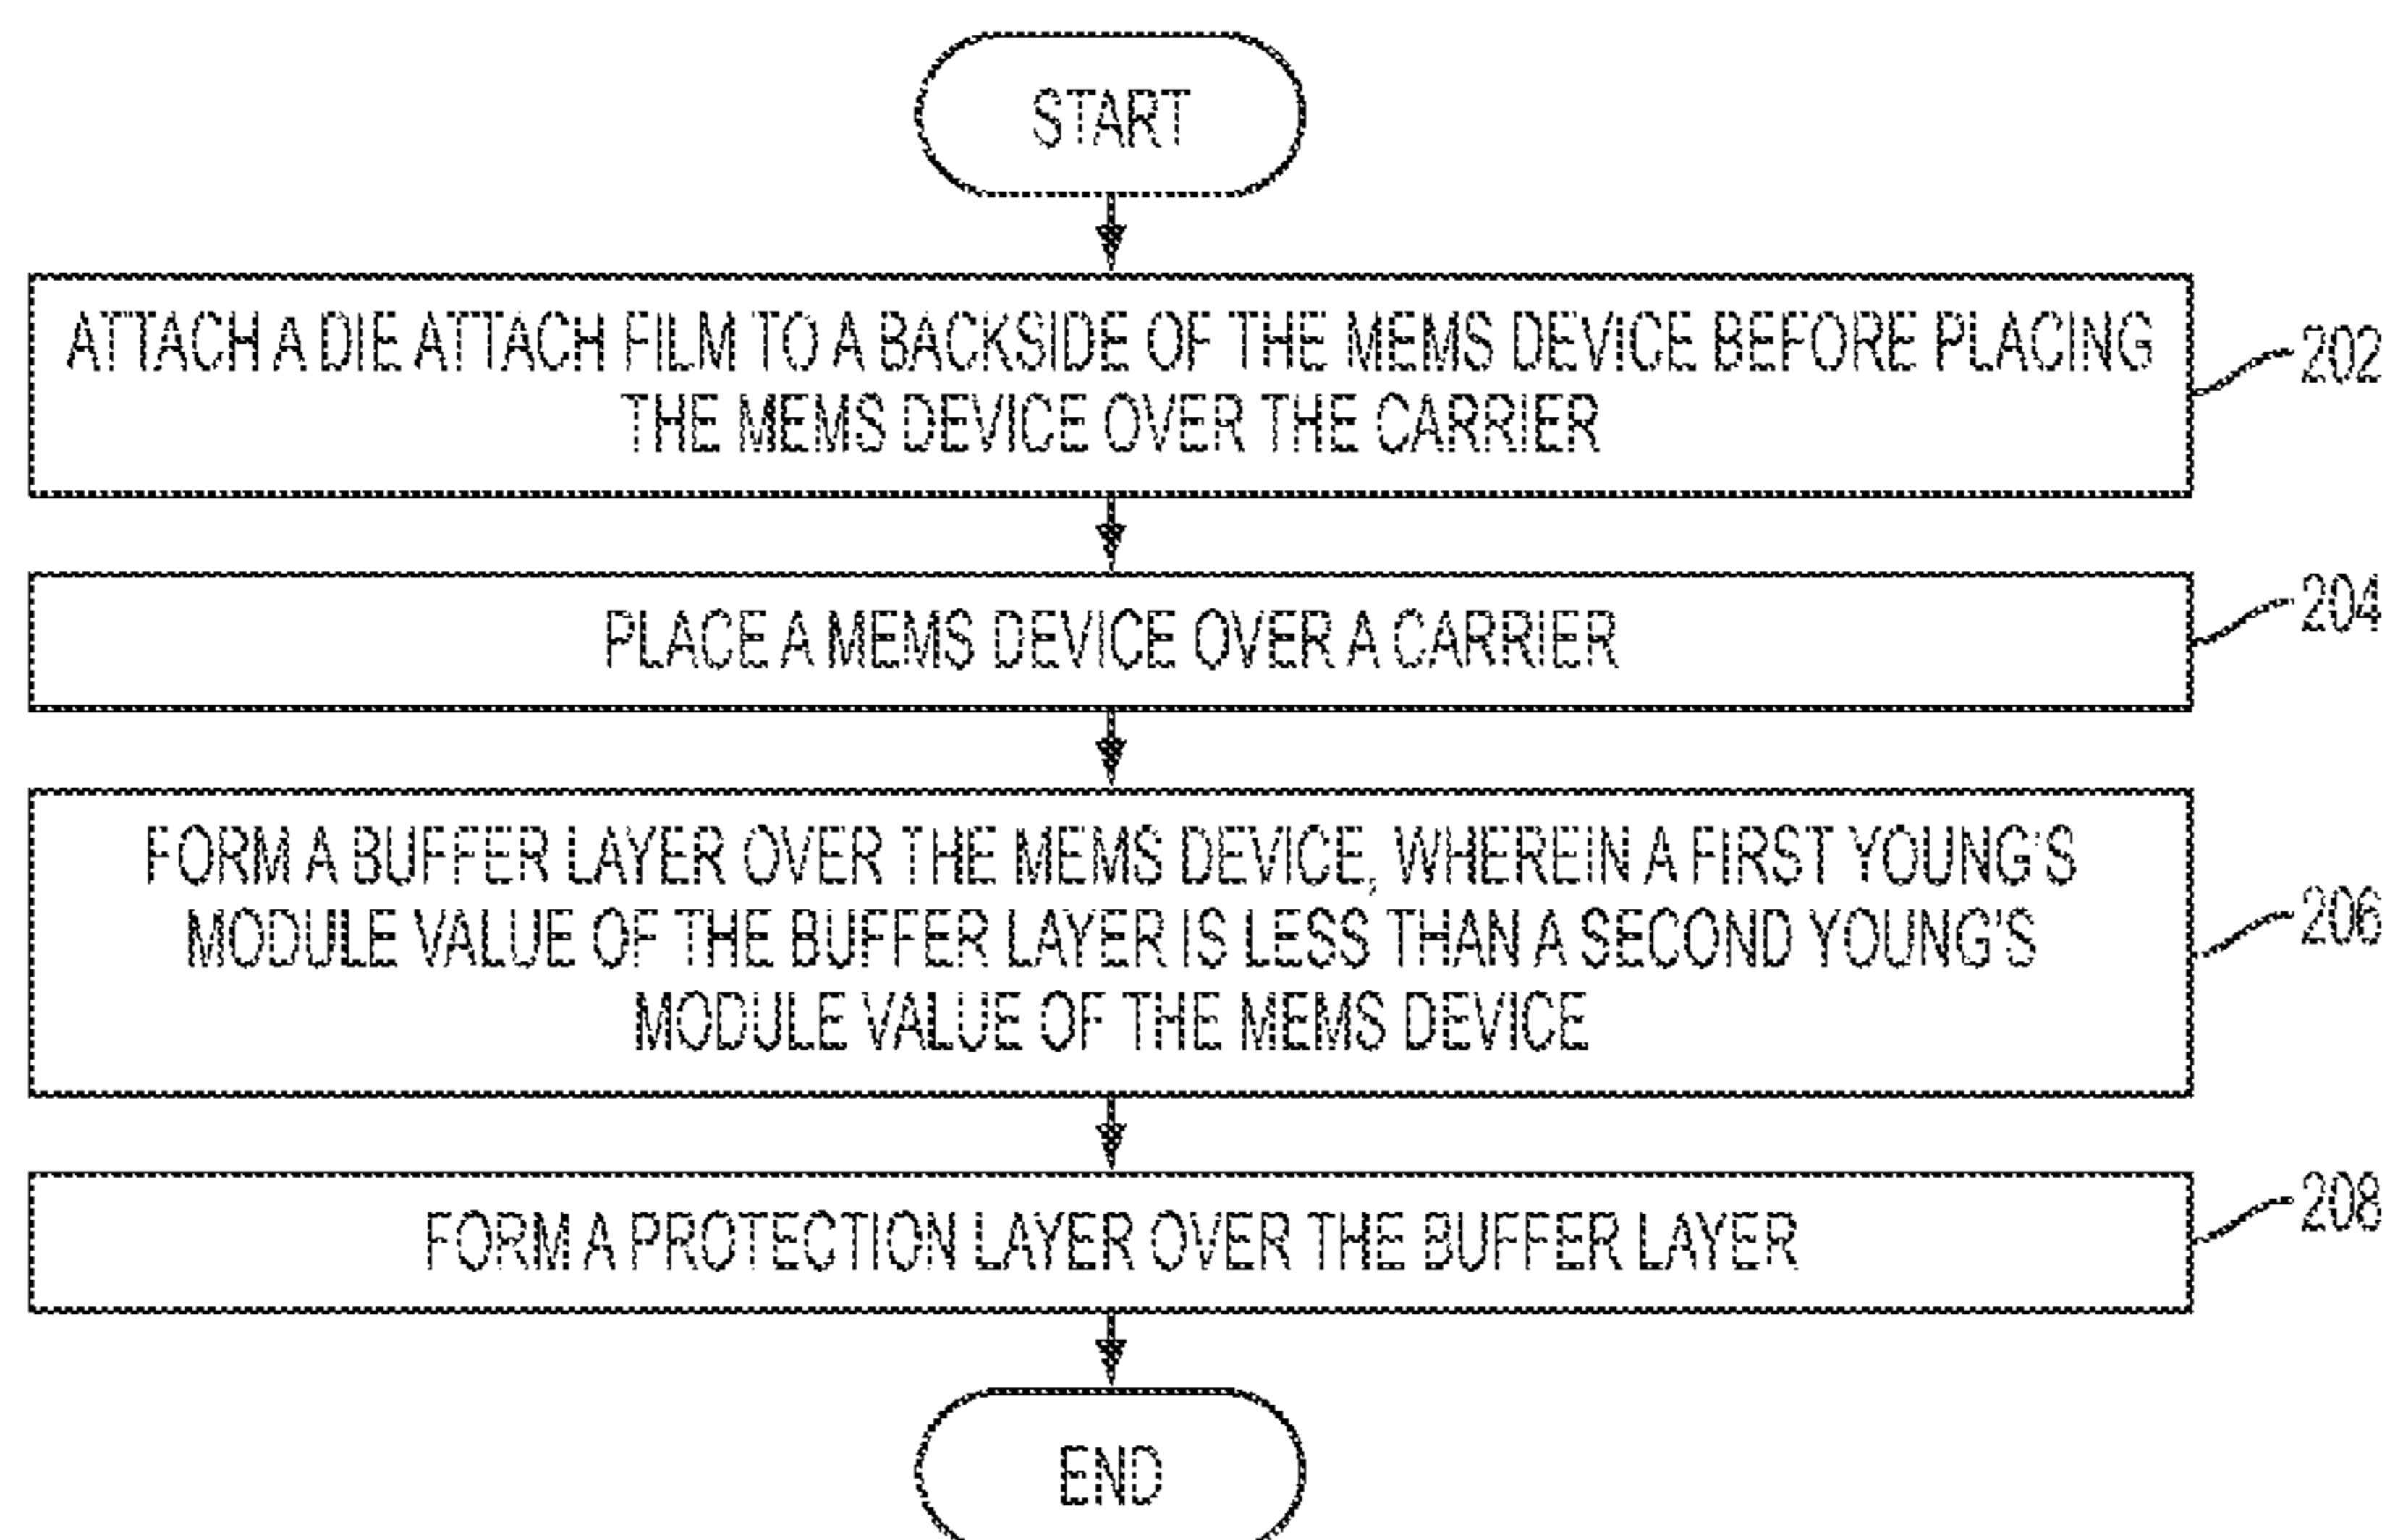 START
ATTACH A DIE ATTACH FILM TO A BACKSIDE OF THE MEMS DEVICE BEFORE PLACING
THE MEMS DEVICE OVER THE CARRIER
202
PLACE A MEMS DEVICE OVER A CARRIER
204
FORM A BUFFER LAYER OVER THE MEMS DEVICE, WHEREIN A FIRST YOUNG'S
MODULE VALUE OF THE BUFFER LAYER IS LESS THAN A SECOND YOUNG'S
MODULE VALUE OF THE MEMS DEVICE
206
FORM A PROTECTION LAYER OVER THE BUFFER LAYER
208
END